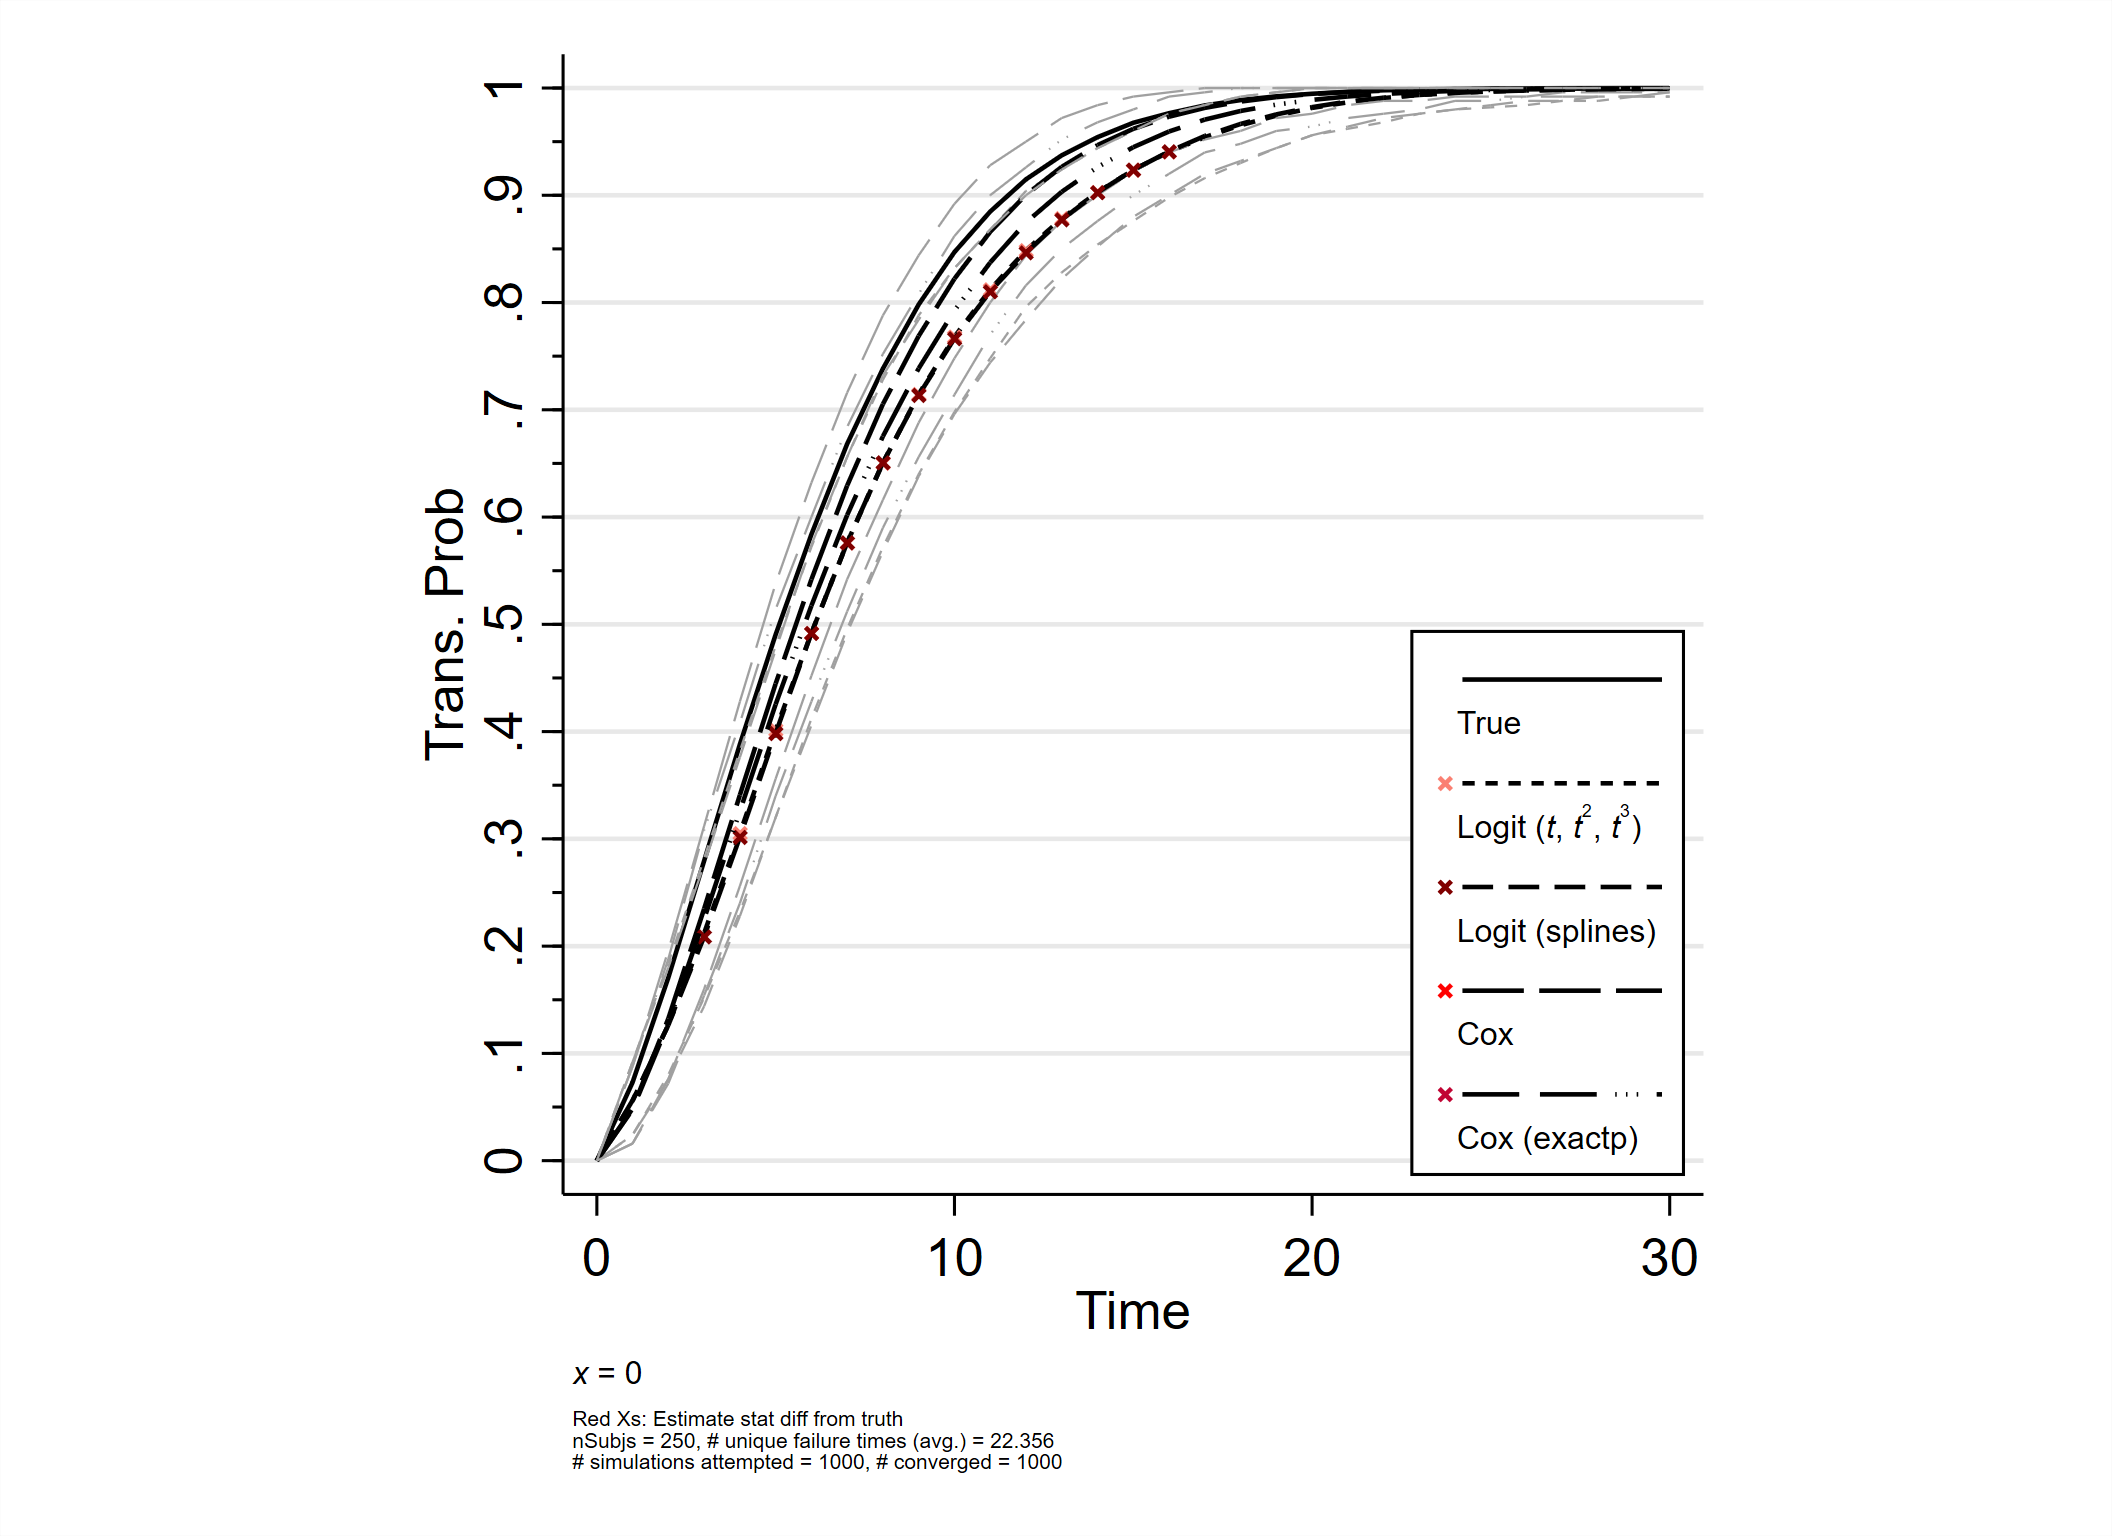 1
.9
.8
.7
.6
.5
.4
.3
.2
.1
0
Trans. Prob
0 10 20 30
Time
True
Logit (t, t², t³)
Logit (splines)
Cox
Cox (exactp)
x = 0
Red Xs: Estimate stat diff from truth
nSubjs = 250, # unique failure times (avg.) = 22.356
# simulations attempted = 1000, # converged = 1000